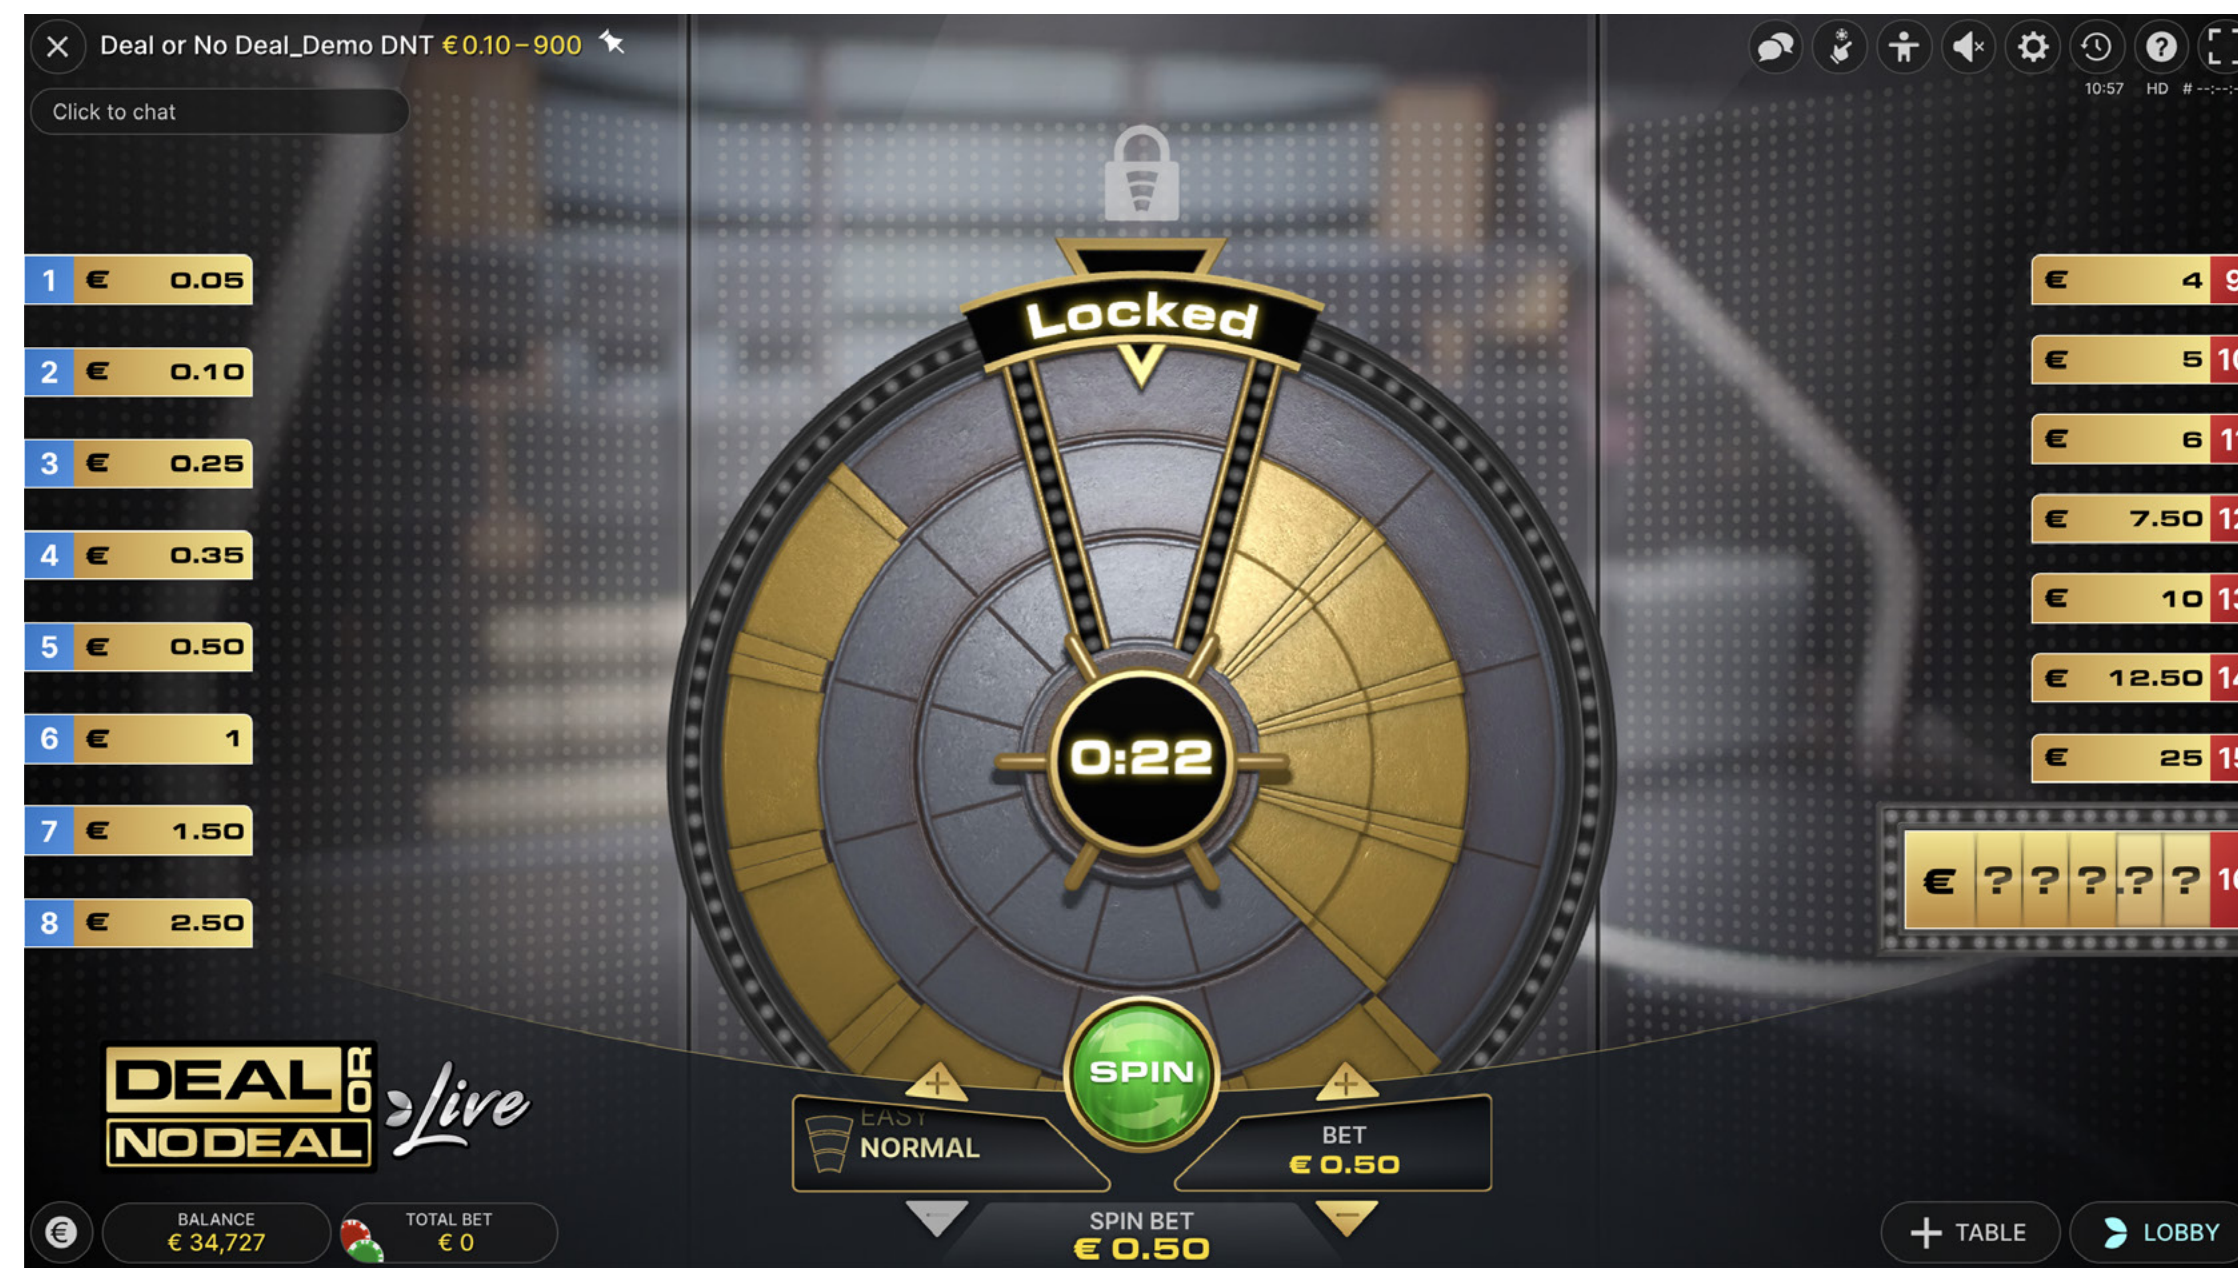 Deal or No Deal_Demo DNT €0.10–900
10:57 HD # --:--:-
Click to chat
Locked
1 € 0.05
2 € 0.10
3 € 0.25
4 € 0.35
5 € 0.50
6 € 1
7 € 1.50
8 € 2.50
€ 4 9
€ 5
€ 6
€ 7.50
€ 10
€ 12.50
€ 25
€ ???.??
0:22
SPIN
DEAL OR
NO DEAL
Live
EASY
NORMAL
BET
€ 0.50
BALANCE
€ 34,727
TOTAL BET
€ 0
SPIN BET
€ 0.50
TABLE
LOBBY